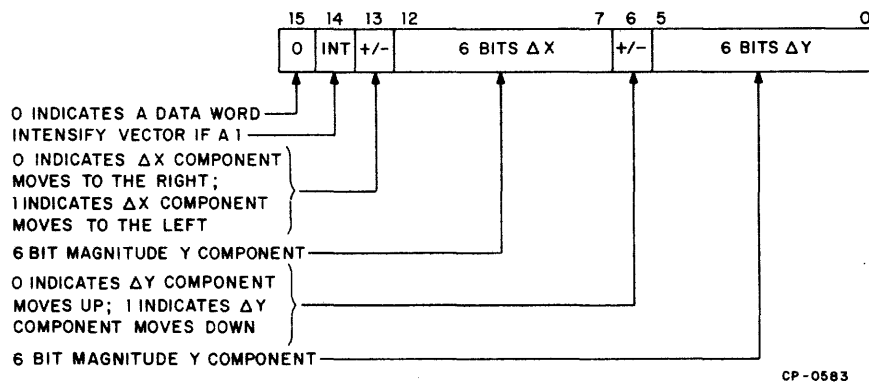 15 14 13 12 7 6 5 0
0 INT +/- 6 BITS ΔX +/- 6 BITS ΔY
0 INDICATES A DATA WORD
INTENSIFY VECTOR IF A 1
0 INDICATES ΔX COMPONENT
MOVES TO THE RIGHT;
1 INDICATES ΔX COMPONENT
MOVES TO THE LEFT
6 BIT MAGNITUDE Y COMPONENT
0 INDICATES ΔY COMPONENT
MOVES UP; 1 INDICATES ΔY
COMPONENT MOVES DOWN
6 BIT MAGNITUDE Y COMPONENT
CP-0583